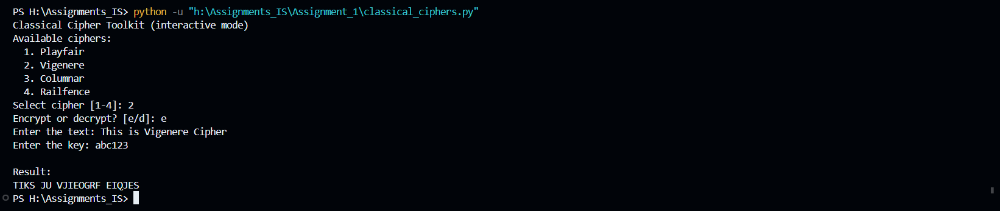 PS H:\Assignments_IS> python -u "h:\Assignments_IS\Assignment_1\classical_ciphers.py"
Classical Cipher Toolkit (interactive mode)
Available ciphers:
  1. Playfair
  2. Vigenere
  3. Columnar
  4. Railfence
Select cipher [1-4]: 2
Encrypt or decrypt? [e/d]: e
Enter the text: This is Vigenere Cipher
Enter the key: abc123

Result:
TIKS JU VJIEOGRF EIQJES
PS H:\Assignments_IS>